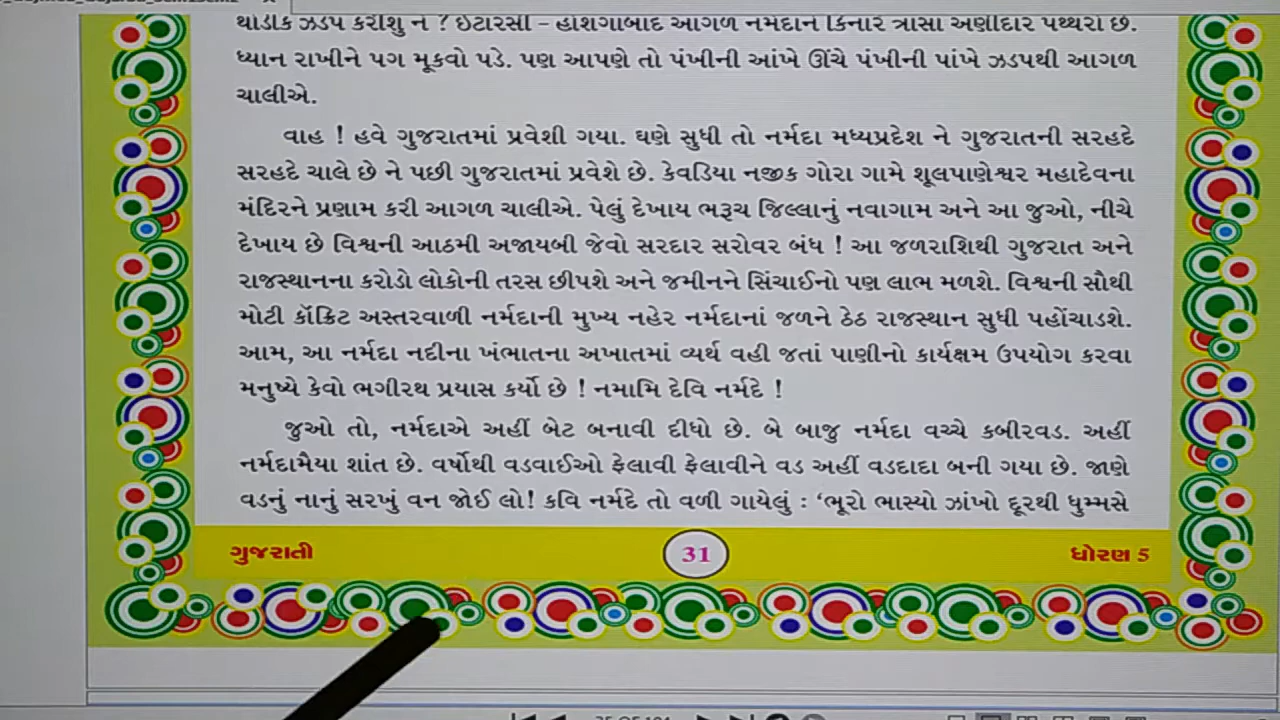 થોડીક ઝડપ કરીશું ને ? ઇટારસી – હોશંગાબાદ આગળ નર્મદાને કિનારે ત્રાંસા અણીદાર પથ્થરો છે.
ધ્યાન રાખીને પગ મૂકવો પડે. પણ આપણે તો પંખીની આંખે ઊંચે પંખીની પાંખે ઝડપથી આગળ
ચાલીએ.
વાહ ! હવે ગુજરાતમાં પ્રવેશી ગયા. ઘણે સુધી તો નર્મદા મધ્યપ્રદેશ ને ગુજરાતની સરહદે
સરહદે ચાલે છે ને પછી ગુજરાતમાં પ્રવેશે છે. કેવડિયા નજીક ગોરા ગામે શૂલપાણેશ્વર મહાદેવના
મંદિરને પ્રણામ કરી આગળ ચાલીએ. પેલું દેખાય ભરૂચ જિલ્લાનું નવાગામ અને આ જુઓ, નીચે
દેખાય છે વિશ્વની આઠમી અજાયબી જેવો સરદાર સરોવર બંધ ! આ જળરાશિથી ગુજરાત અને
રાજસ્થાનના કરોડો લોકોની તરસ છીપશે અને જમીનને સિંચાઈનો પણ લાભ મળશે. વિશ્વની સૌથી
મોટી કૉંક્રિટ અસ્તરવાળી નર્મદાની મુખ્ય નહેર નર્મદાનાં જળને ઠેઠ રાજસ્થાન સુધી પહોંચાડશે.
આમ, આ નર્મદા નદીના ખંભાતના અખાતમાં વ્યર્થ વહી જતાં પાણીનો કાર્યક્ષમ ઉપયોગ કરવા
મનુષ્યે કેવો ભગીરથ પ્રયાસ કર્યો છે ! નમામિ દેવિ નર્મદે !
જુઓ તો, નર્મદાએ અહીં બેટ બનાવી દીધો છે. બે બાજુ નર્મદા વચ્ચે કબીરવડ. અહીં
નર્મદામૈયા શાંત છે. વર્ષોથી વડવાઈઓ ફેલાવી ફેલાવીને વડ અહીં વડદાદા બની ગયા છે. જાણે
વડનું નાનું સરખું વન જોઈ લો! કવિ નર્મદે તો વળી ગાયેલું : ‘ભૂરો ભાસ્યો ઝાંખો દૂરથી ધુમ્મસે
ગુજરાતી
31
ધોરણ 5